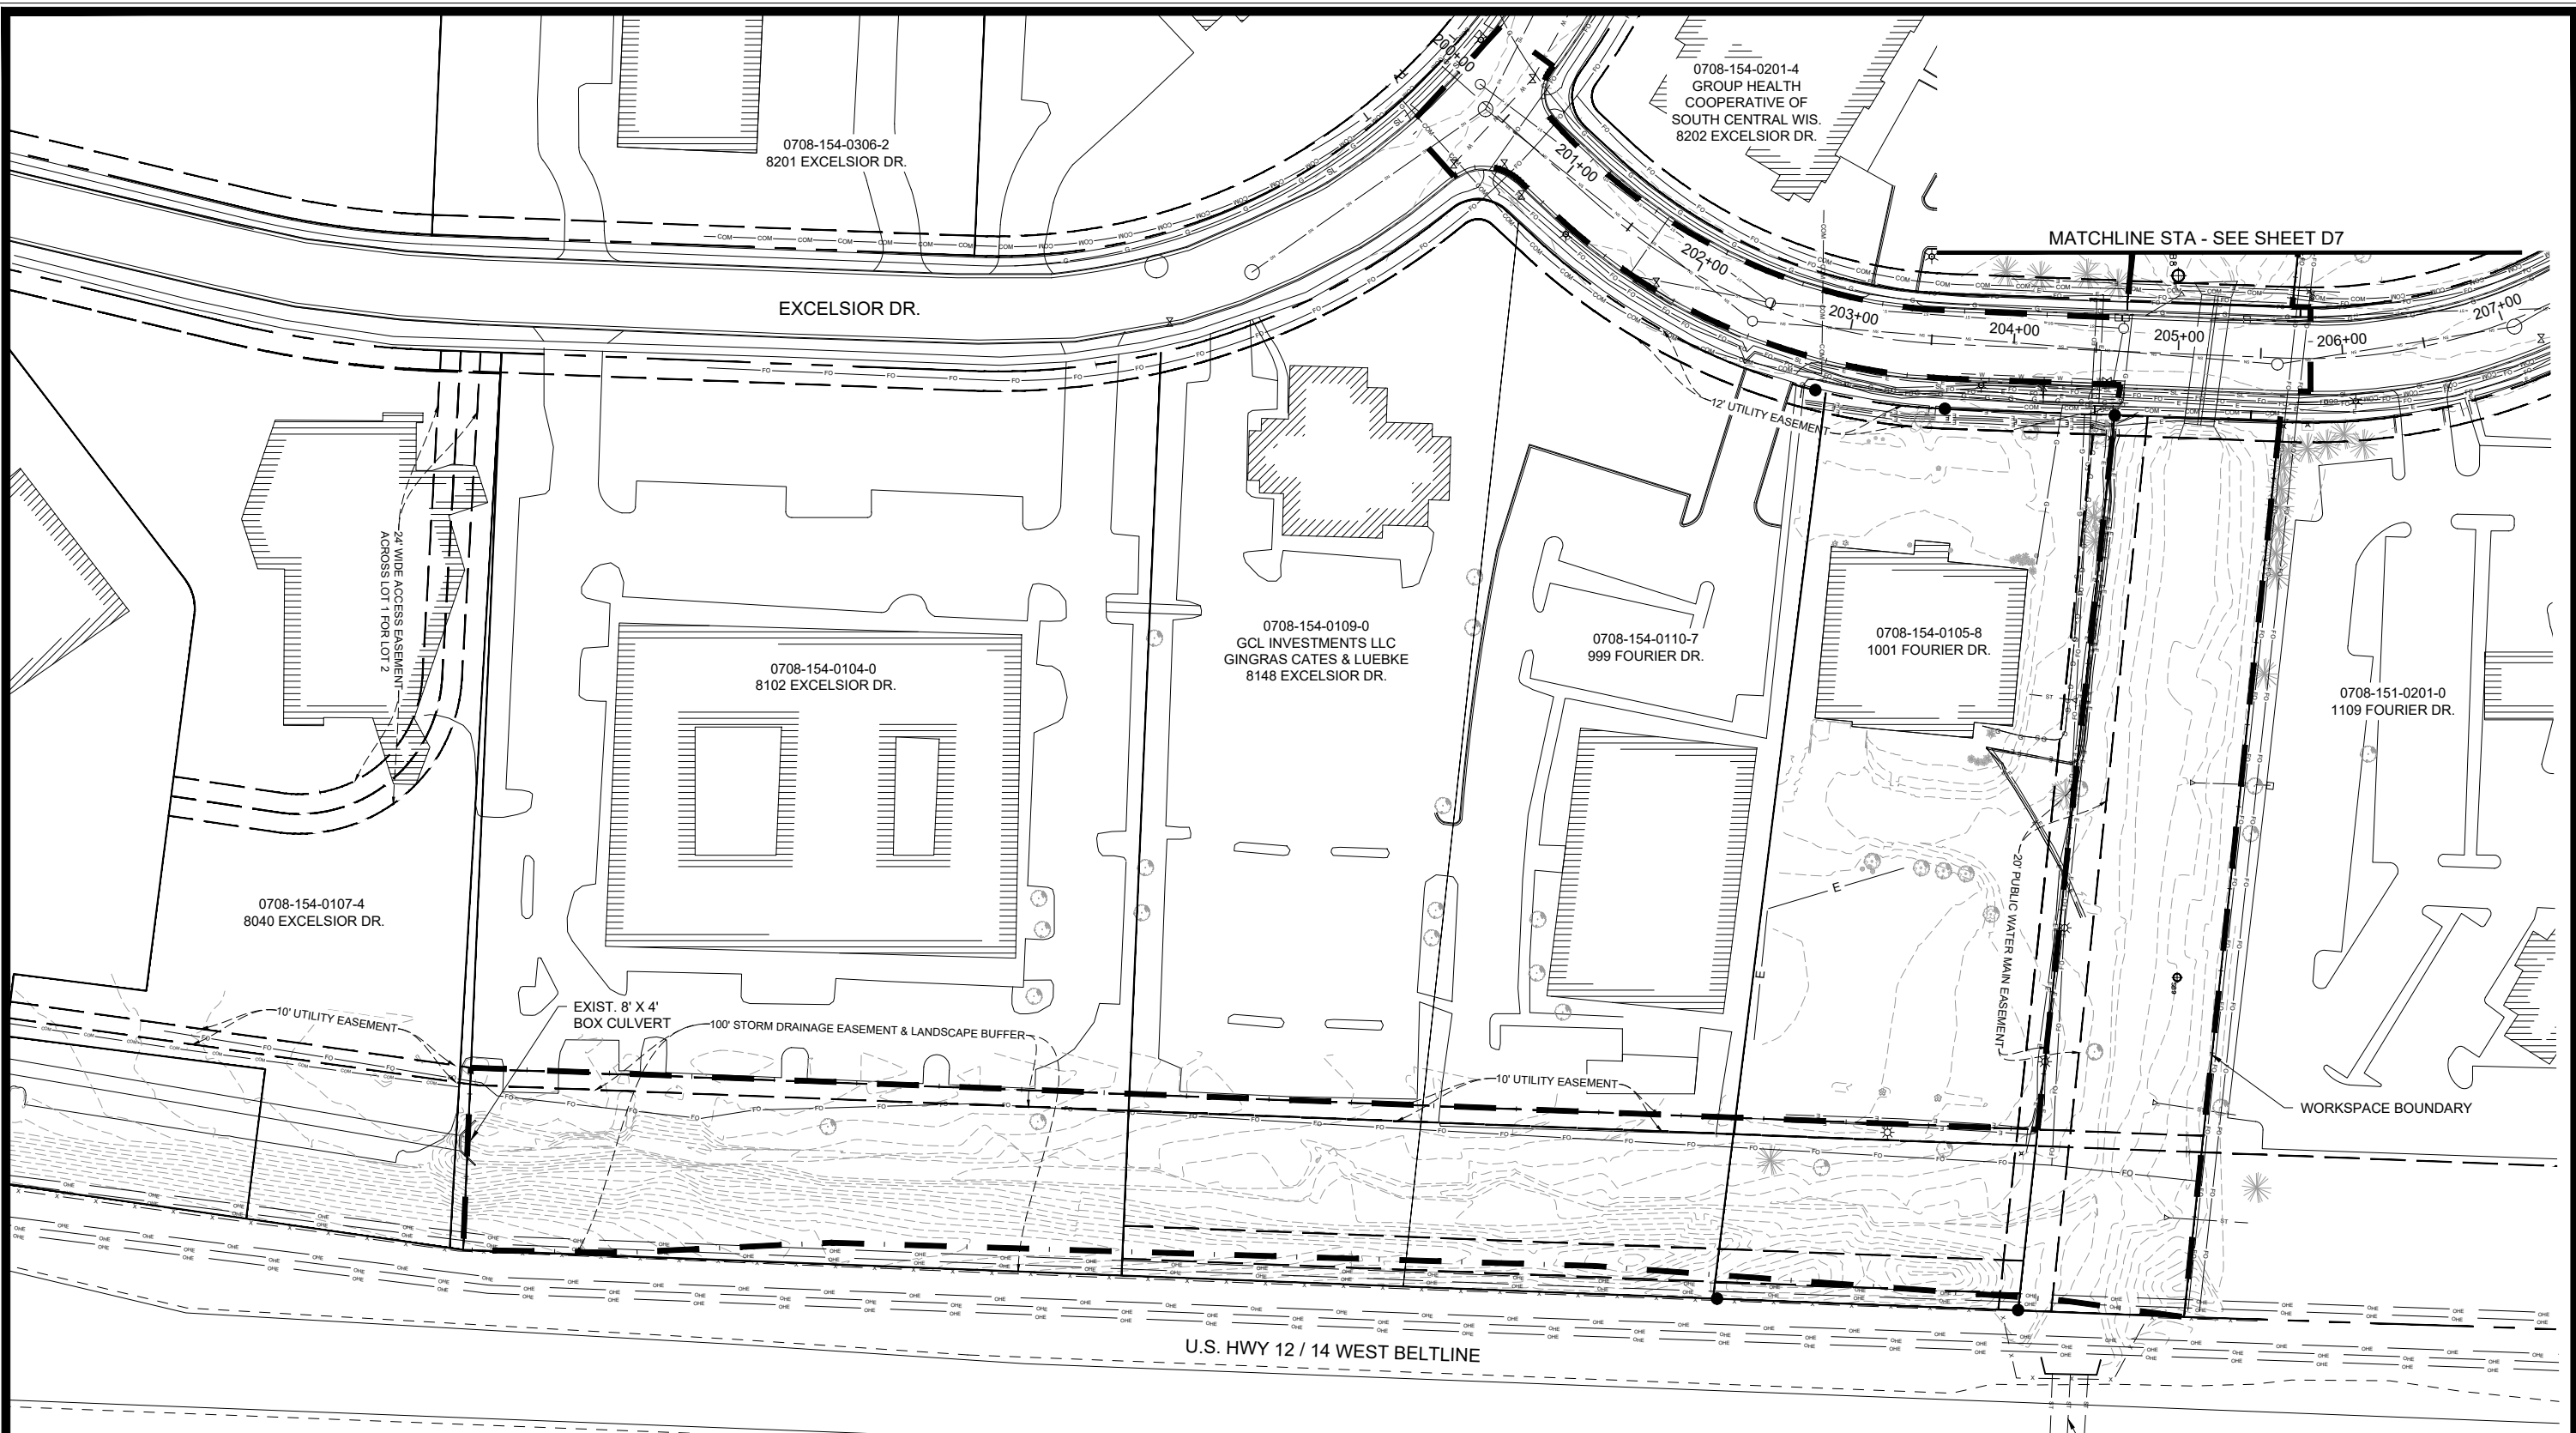 0708-154-0201-4
GROUP HEALTH
COOPERATIVE OF
SOUTH CENTRAL WIS.
8202 EXCELSIOR DR.
0708-154-0306-2
8201 EXCELSIOR DR.
200+00
201+00
202+00
203+00
204+00
205+00
206+00
207+00
MATCHLINE STA - SEE SHEET D7
EXCELSIOR DR.
12' UTILITY EASEMENT
24' WIDE ACCESS EASEMENT
ACROSS LOT 1 FOR LOT 2
0708-154-0104-0
8102 EXCELSIOR DR.
0708-154-0109-0
GCL INVESTMENTS LLC
GINGRAS CATES & LUEBKE
8148 EXCELSIOR DR.
0708-154-0110-7
999 FOURIER DR.
0708-154-0105-8
1001 FOURIER DR.
0708-151-0201-0
1109 FOURIER DR.
0708-154-0107-4
8040 EXCELSIOR DR.
20' PUBLIC WATER MAIN EASEMENT
EXIST. 8' X 4'
BOX CULVERT
10' UTILITY EASEMENT
100' STORM DRAINAGE EASEMENT & LANDSCAPE BUFFER
10' UTILITY EASEMENT
WORKSPACE BOUNDARY
U.S. HWY 12 / 14 WEST BELTLINE